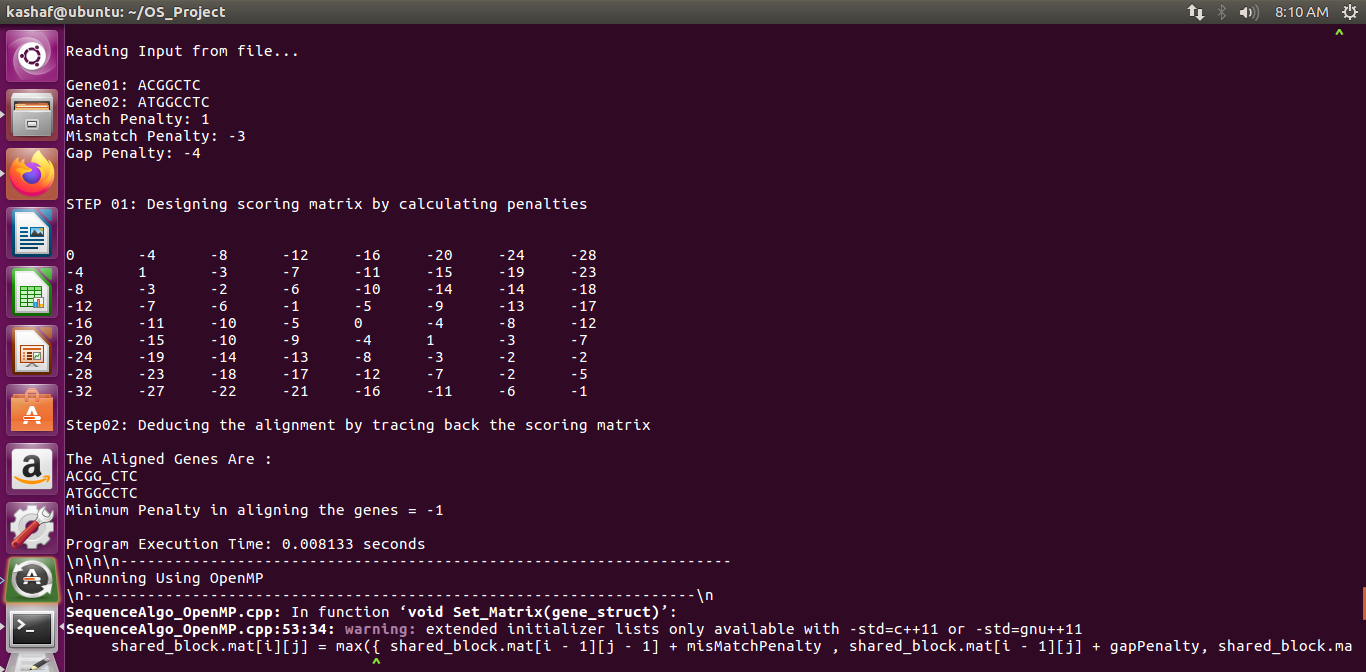 kashaf@ubuntu: ~/OS_Project
8:10 AM
^
Reading Input from file...
Gene01: ACGGCTC
Gene02: ATGGCCTC
Match Penalty: 1
Mismatch Penalty: -3
Gap Penalty: -4
STEP 01: Designing scoring matrix by calculating penalties
0 -4 -8 -12 -16 -20 -24 -28
-4 1 -3 -7 -11 -15 -19 -23
-8 -3 -2 -6 -10 -14 -14 -18
-12 -7 -6 -1 -5 -9 -13 -17
-16 -11 -10 -5 0 -4 -8 -12
-20 -15 -10 -9 -4 1 -3 -7
-24 -19 -14 -13 -8 -3 -2 -2
-28 -23 -18 -17 -12 -7 -2 -5
-32 -27 -22 -21 -16 -11 -6 -1
Step02: Deducing the alignment by tracing back the scoring matrix
The Aligned Genes Are :
ACGG_CTC
ATGGCCTC
Minimum Penalty in aligning the genes = -1
Program Execution Time: 0.008133 seconds
\n\n\n--------------------------------------------------------------------
\nRunning Using OpenMP
\n--------------------------------------------------------------------\n
SequenceAlgo_OpenMP.cpp: In function ‘void Set_Matrix(gene_struct)’:
SequenceAlgo_OpenMP.cpp:53:34: warning: extended initializer lists only available with -std=c++11 or -std=gnu++11
shared_block.mat[i][j] = max({ shared_block.mat[i - 1][j - 1] + misMatchPenalty , shared_block.mat[i - 1][j] + gapPenalty, shared_block.ma
^